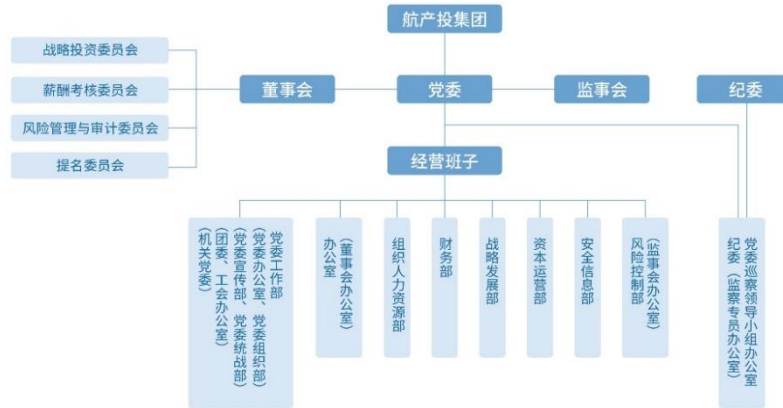 航产投集团
战略投资委员会
薪酬考核委员会
风险管理与审计委员会
提名委员会
董事会
党委
监事会
纪委
经营班子
党委工作部
（党委办公室、党委组织部）
（党委宣传部、党委统战部）
（团委、工会办公室）
（机关党委）
（董事会办公室）
办公室
组织人力资源部
财务部
战略发展部
资本运营部
安全信息部
（监事会办公室）
风险控制部
党委巡察领导小组办公室
纪委（监察专员办公室）